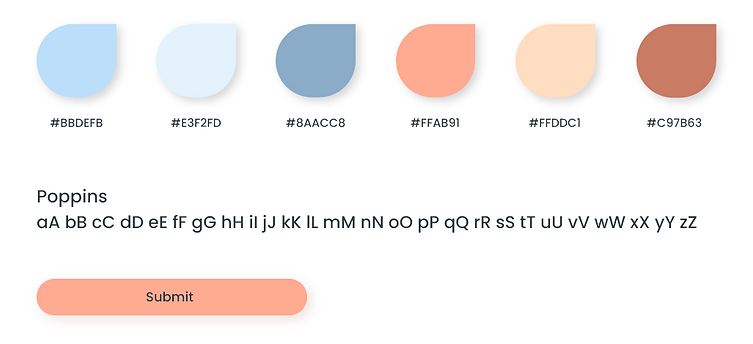 #BBDEFB #E3F2FD #8AACC8 #FFAB91 #FFDDC1 #C97B63
Poppins
aA bB cC dD eE fF gG hH iI jJ kK lL mM nN oO pP qQ rR sS tT uU vV wW xX yY zZ
Submit